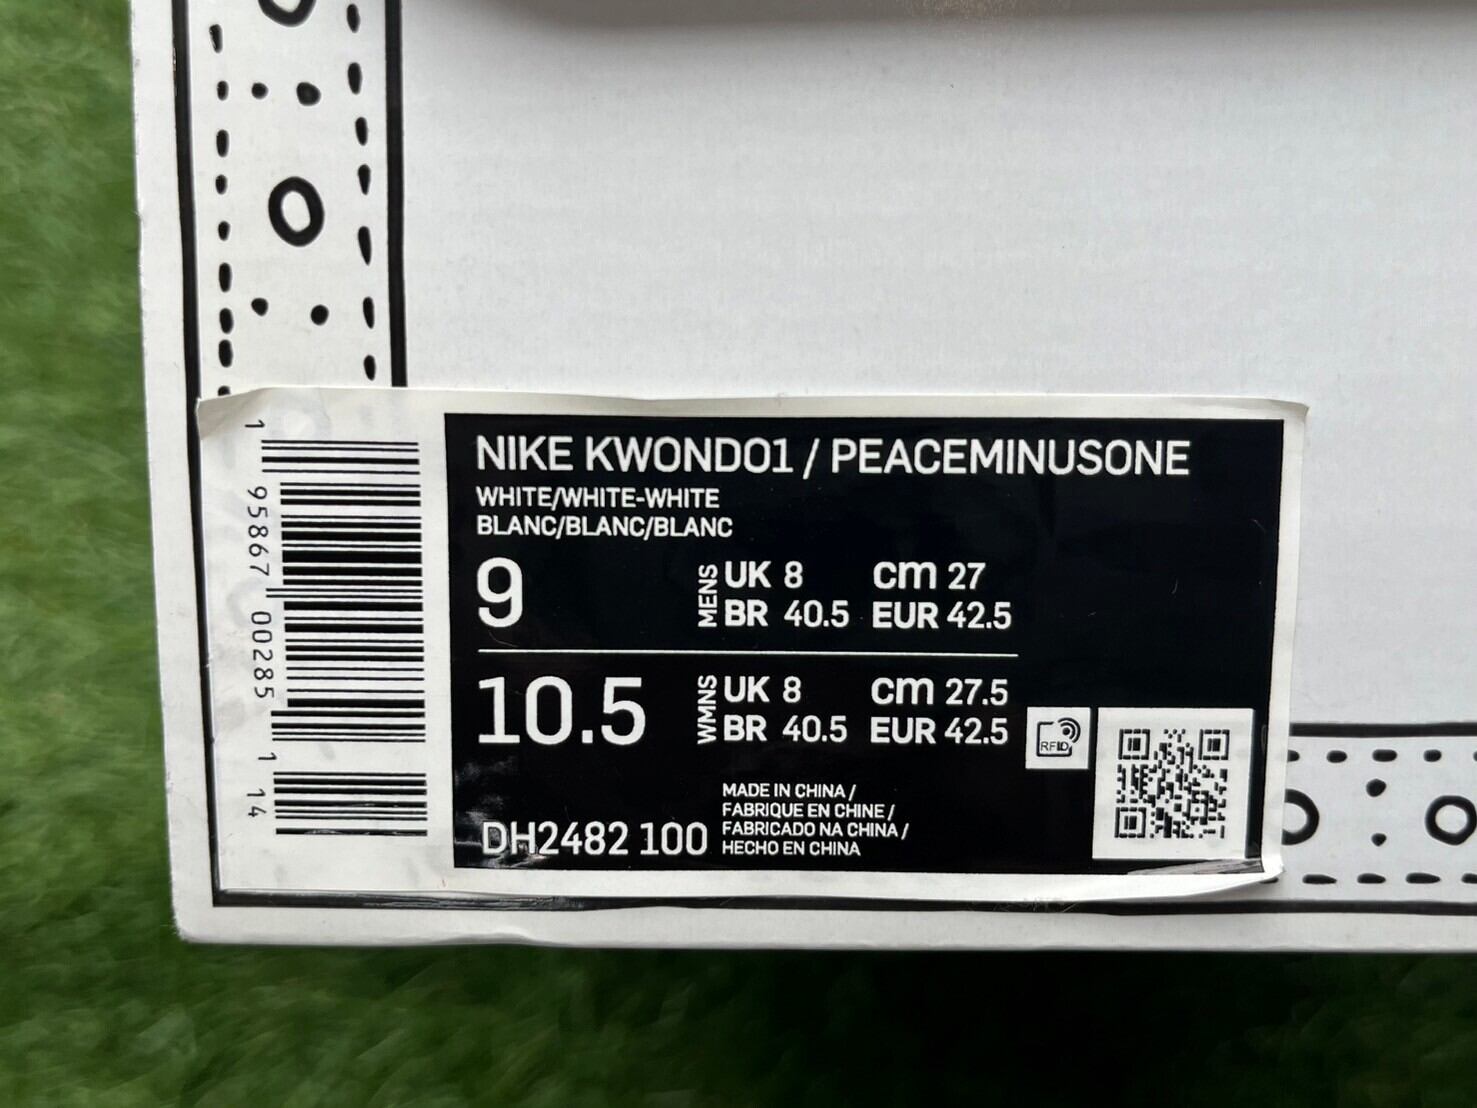 1 95867 00285 1 14
NIKE KWONDO1 / PEACEMINUSONE
WHITE/WHITE-WHITE
BLANC/BLANC/BLANC
9 MENS UK 8 cm 27
BR 40.5 EUR 42.5
10.5 WMNS UK 8 cm 27.5
BR 40.5 EUR 42.5
RFID
MADE IN CHINA /
FABRIQUE EN CHINE /
FABRICADO NA CHINA /
HECHO EN CHINA
DH2482 100